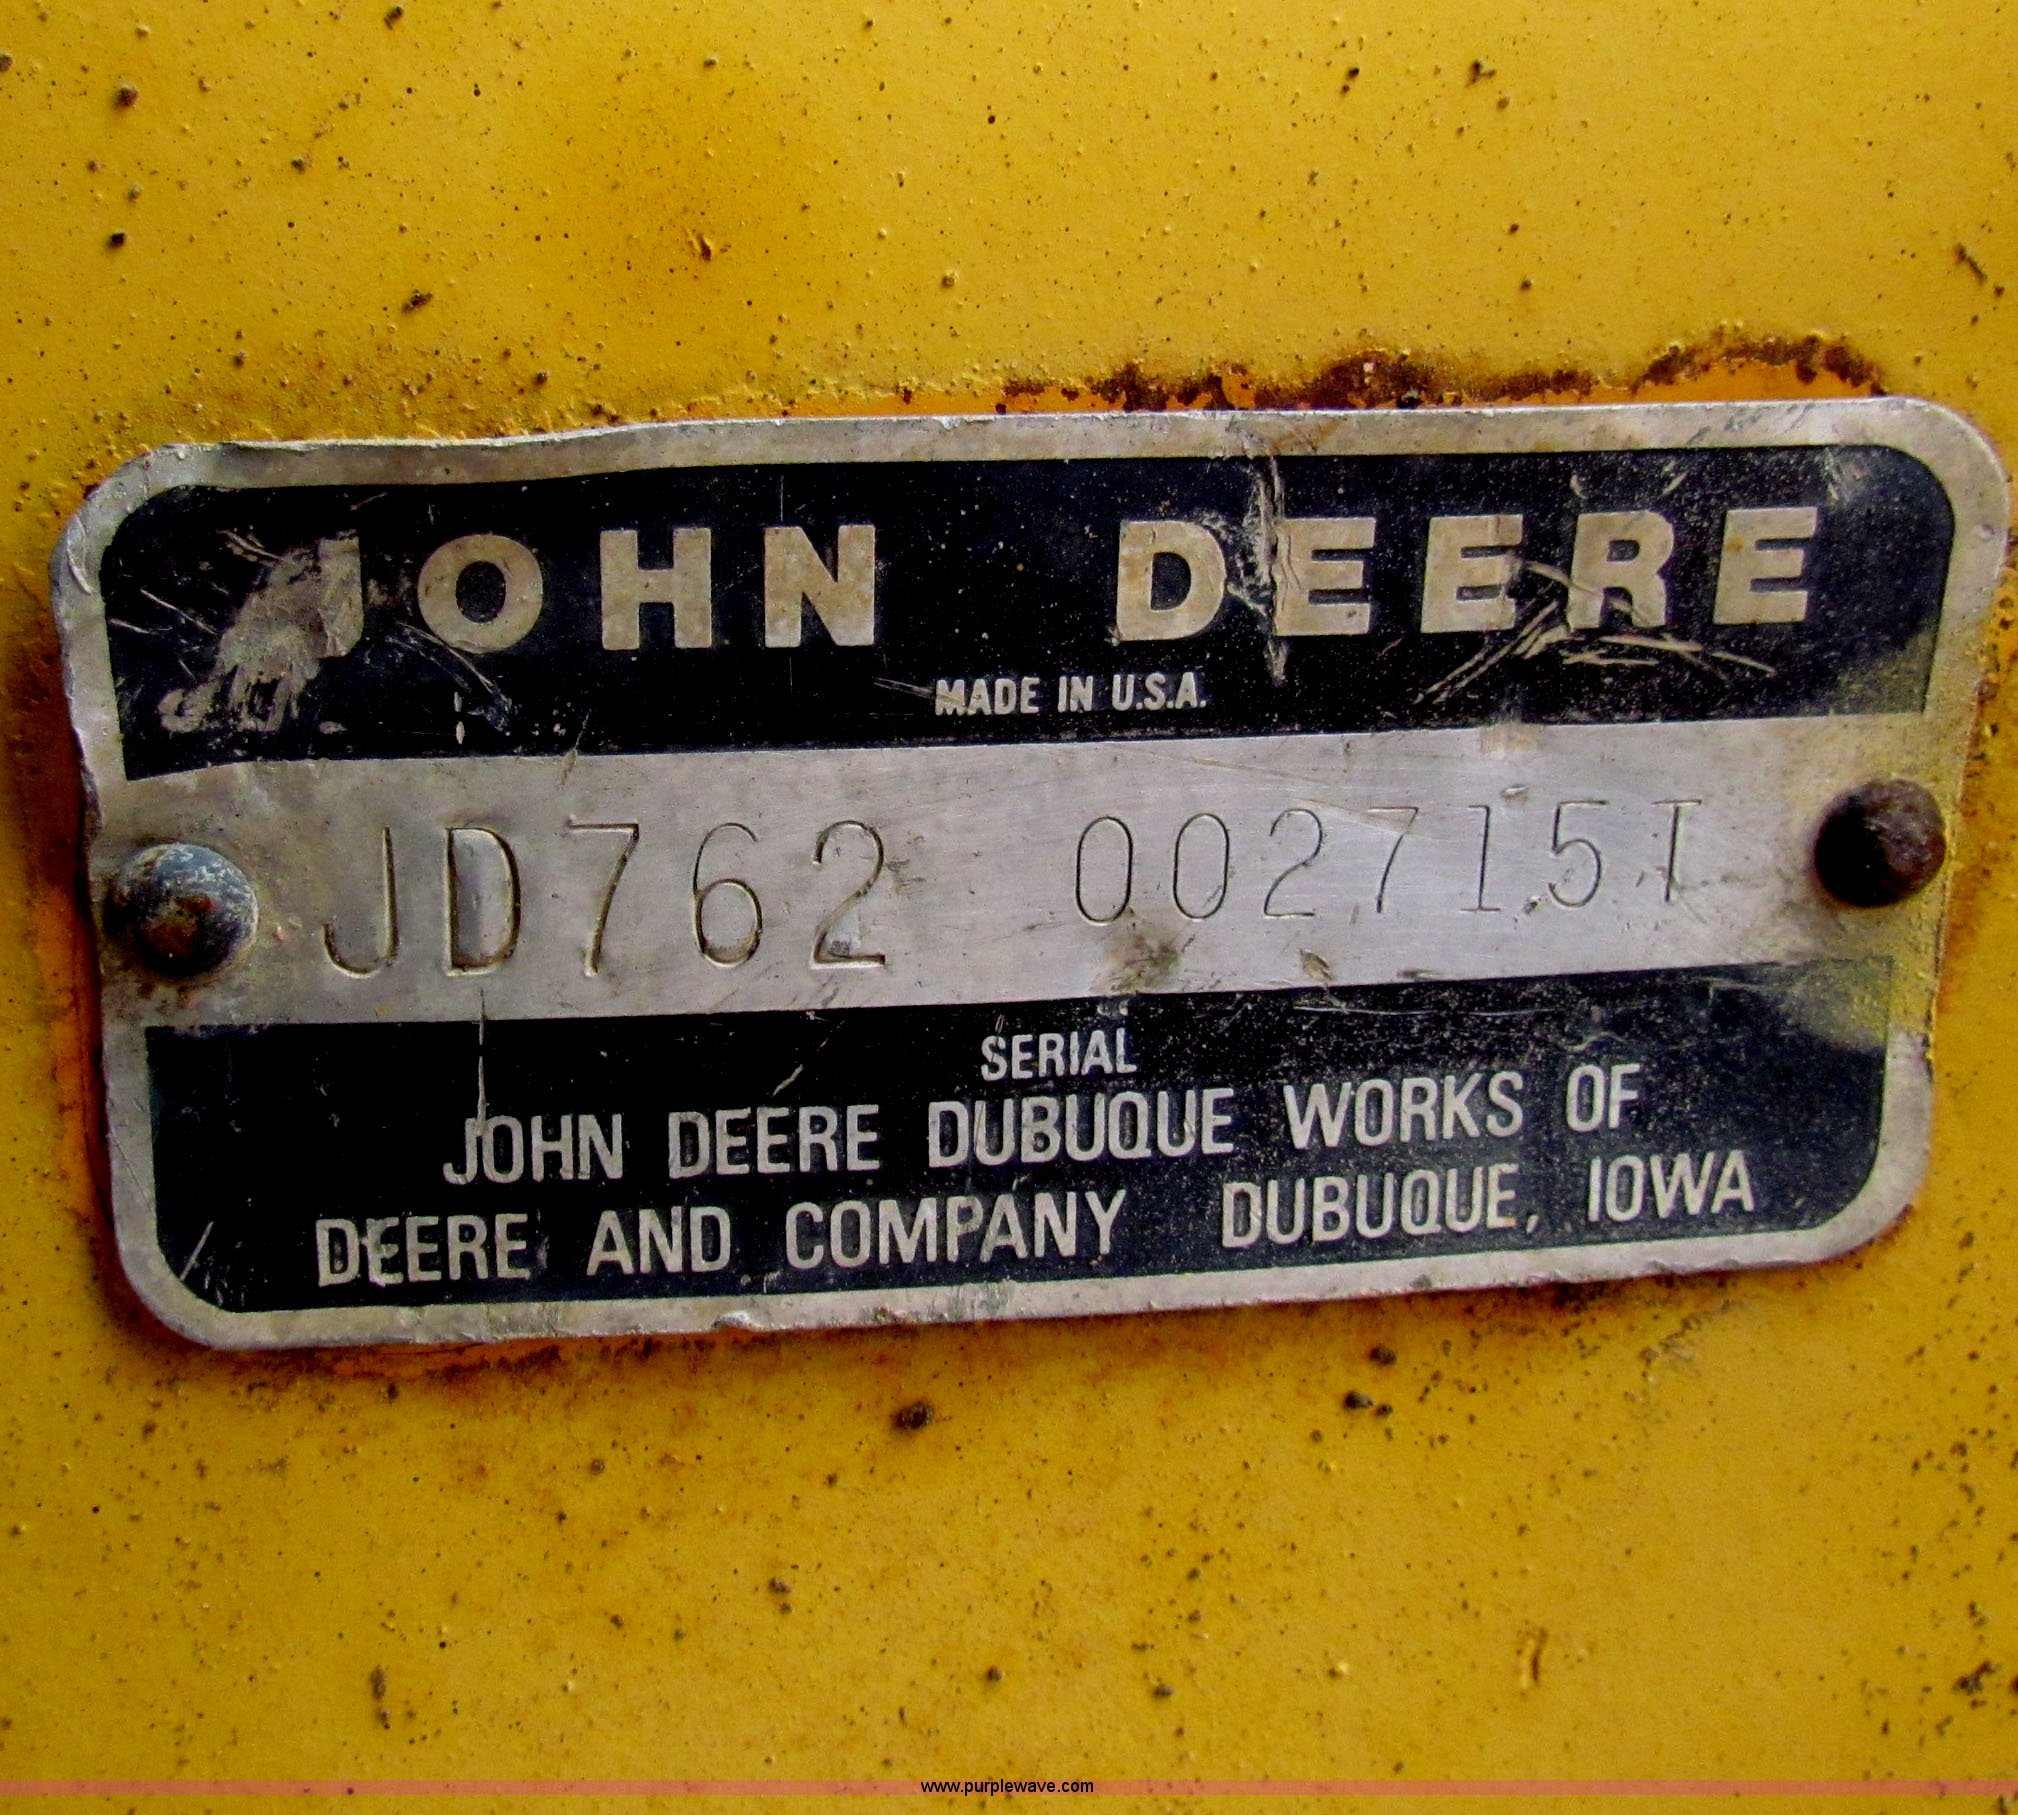 JOHN DEERE
MADE IN U.S.A.
JD762 002715T
SERIAL
JOHN DEERE DUBUQUE WORKS OF
DEERE AND COMPANY DUBUQUE, IOWA
www.purplewave.com